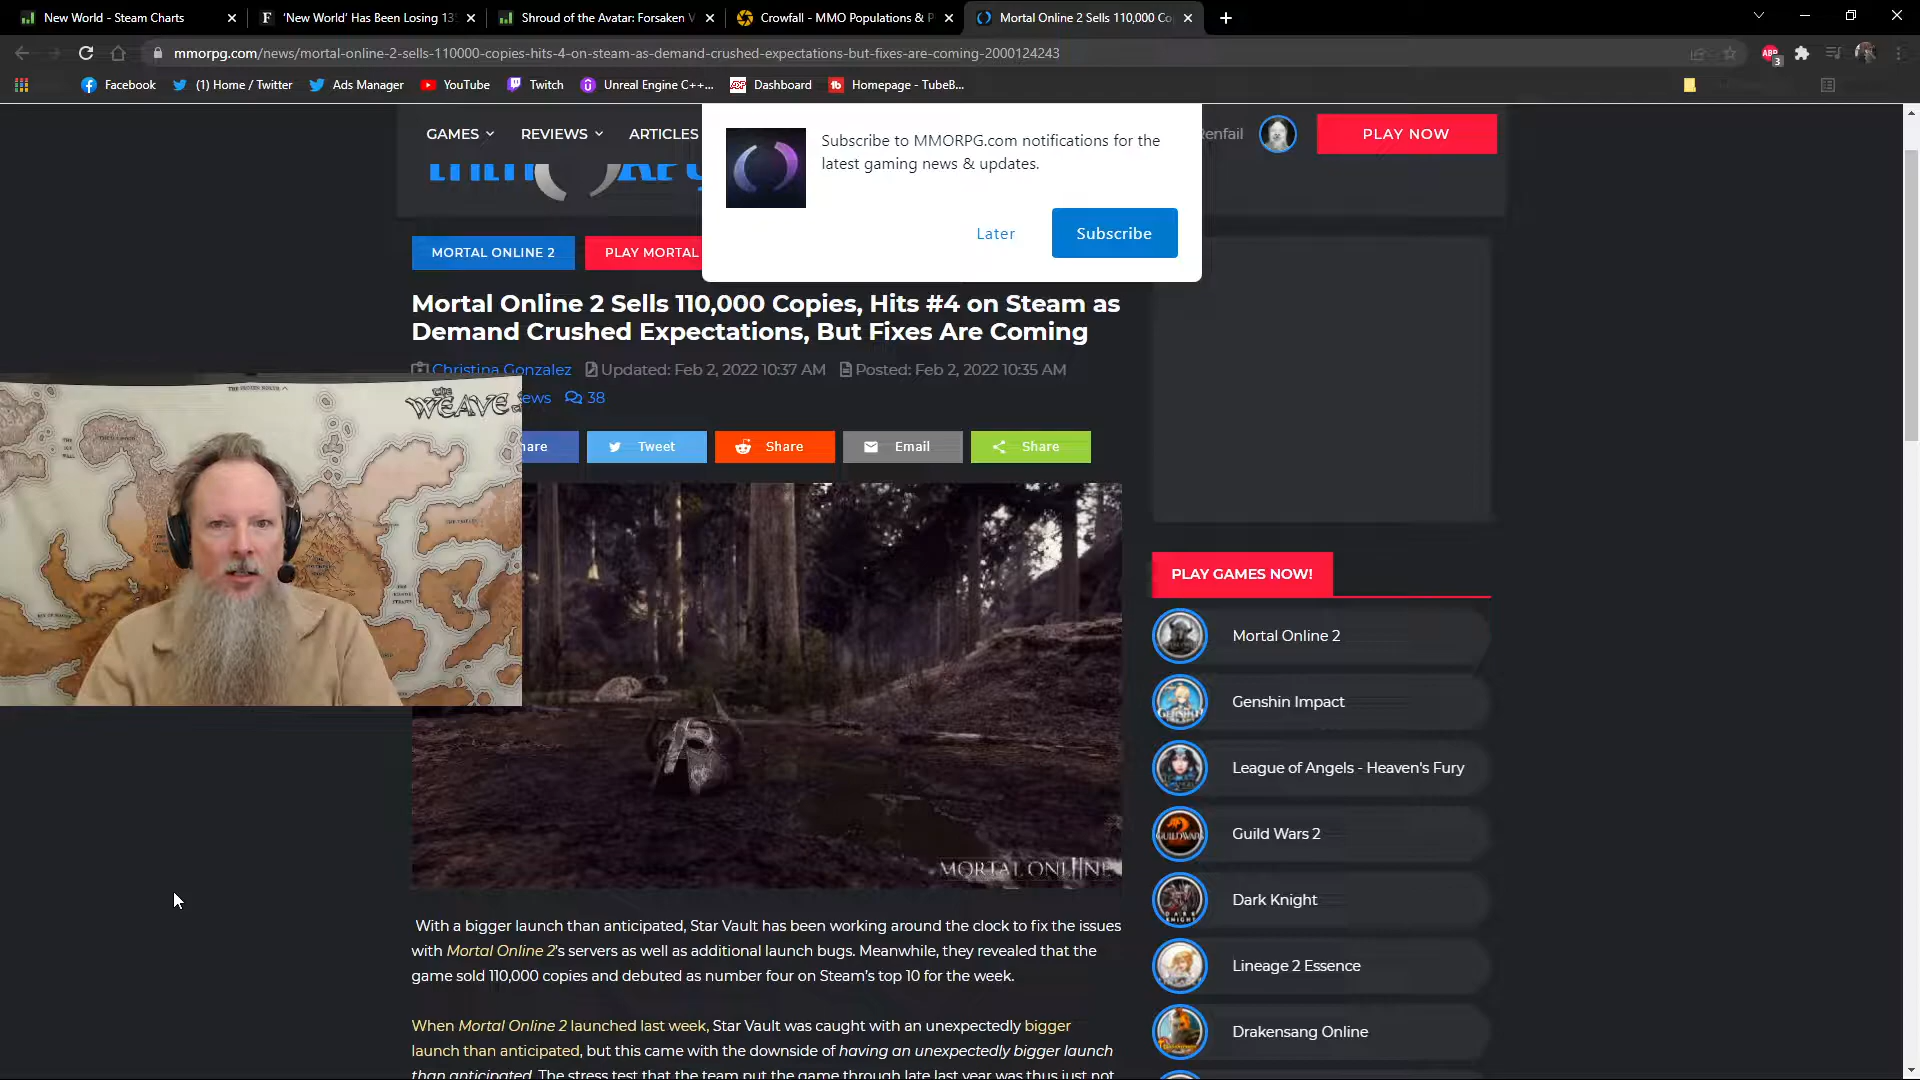 New World - Steam Charts
'New World' Has Been Losing 13
Shroud of the Avatar: Forsaken V
Crowfall - MMO Populations & P
Mortal Online 2 Sells 110,000 Co
mmorpg.com/news/mortal-online-2-sells-110000-copies-hits-4-on-steam-as-demand-crushed-expectations-but-fixes-are-coming-2000124243
ABP
3
Facebook
(1) Home / Twitter
Ads Manager
YouTube
Twitch
Unreal Engine C++...
Dashboard
Homepage - TubeB...
GAMES
REVIEWS
ARTICLES
Subscribe to MMORPG.com notifications for the
latest gaming news & updates.
Later
Subscribe
Renfail
PLAY NOW
MORTAL ONLINE 2
PLAY MORTAL
Mortal Online 2 Sells 110,000 Copies, Hits #4 on Steam as
Demand Crushed Expectations, But Fixes Are Coming
Christina Gonzalez
Updated: Feb 2, 2022 10:37 AM
Posted: Feb 2, 2022 10:35 AM
ews
38
hare
Tweet
Share
Email
Share
THE FROZEN NORTH
the
WEAVE
MORTAL ONLINE
PLAY GAMES NOW!
Mortal Online 2
Genshin Impact
League of Angels - Heaven's Fury
Guild Wars 2
Dark Knight
Lineage 2 Essence
Drakensang Online
With a bigger launch than anticipated, Star Vault has been working around the clock to fix the issues
with Mortal Online 2's servers as well as additional launch bugs. Meanwhile, they revealed that the
game sold 110,000 copies and debuted as number four on Steam's top 10 for the week.
When Mortal Online 2 launched last week, Star Vault was caught with an unexpectedly bigger
launch than anticipated, but this came with the downside of having an unexpectedly bigger launch
than anticipated. The stress test that the team put the game through late last year was thus just not